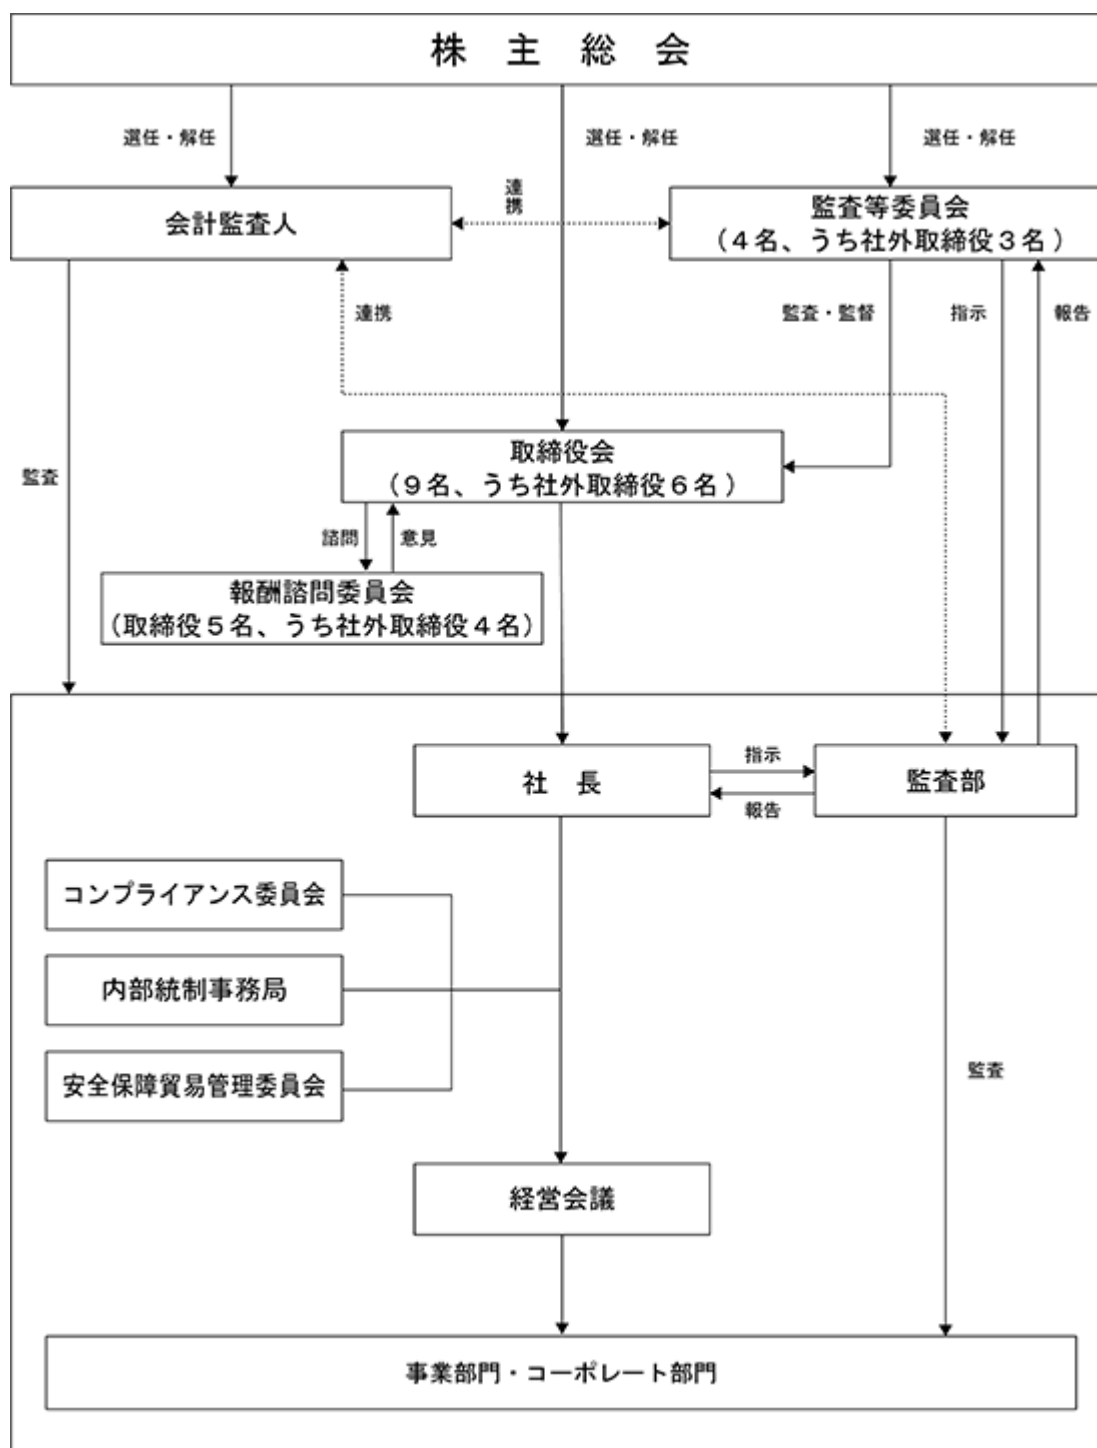 株主総会
選任・解任
選任・解任
選任・解任
会計監査人
連携
監査等委員会
（４名、うち社外取締役３名）
連携
監査・監督
指示
報告
取締役会
（９名、うち社外取締役６名）
監査
諮問
意見
報酬諮問委員会
（取締役５名、うち社外取締役４名）
社　長
指示
報告
監査部
コンプライアンス委員会
内部統制事務局
安全保障貿易管理委員会
監査
経営会議
事業部門・コーポレート部門